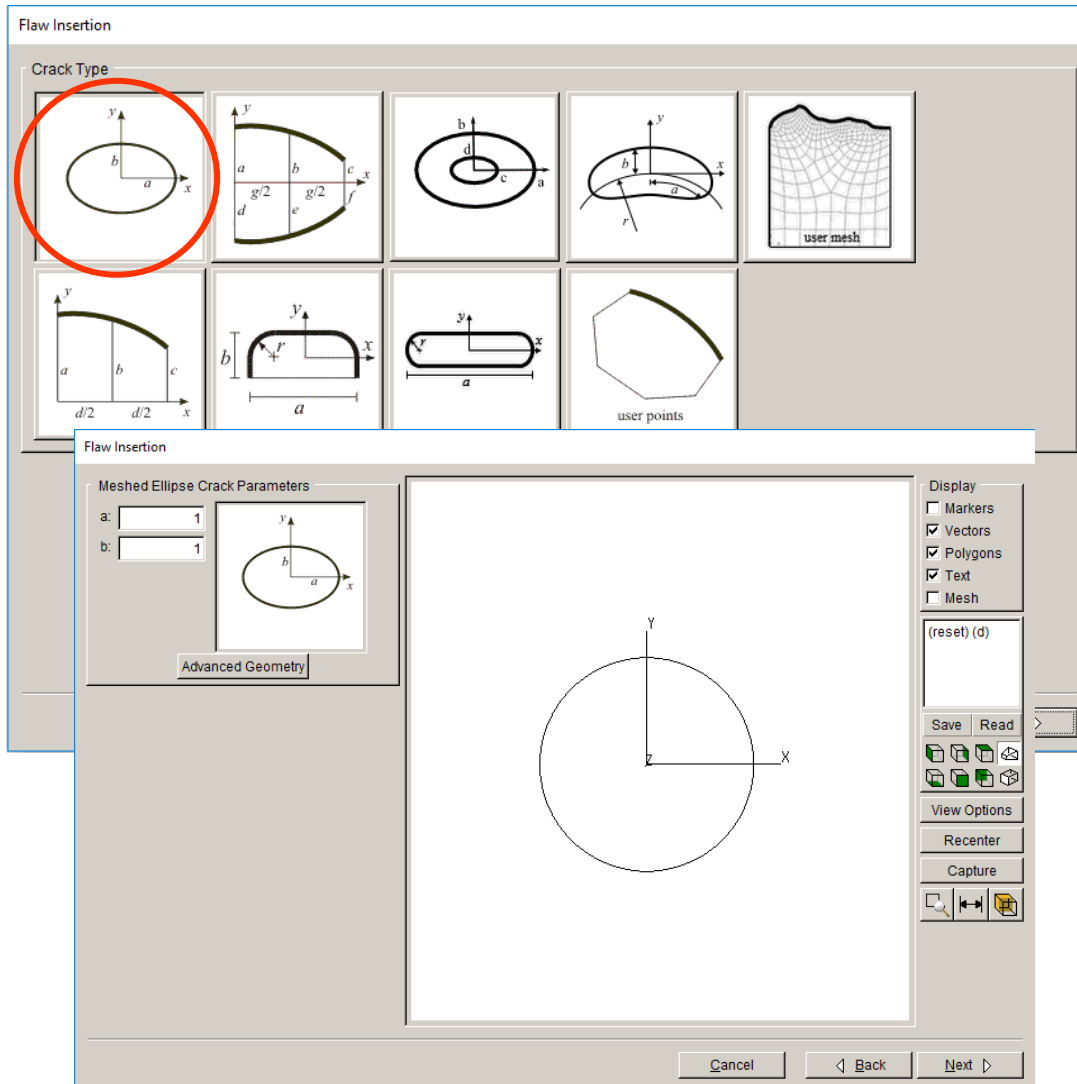 Flaw Insertion
Crack Type
y
b
a
x
y
a
b
c
x
g/2
g/2
f
d
e
b
d
c
a
y
b
x
a
r
user mesh
y
a
b
c
d/2
d/2
x
y
b
r
x
a
y
r
x
a
user points
Flaw Insertion
Meshed Ellipse Crack Parameters
a: 1
b: 1
y
b
a
x
Advanced Geometry
Y
X
Z
Display
Markers
Vectors
Polygons
Text
Mesh
(reset) (d)
Save Read
View Options
Recenter
Capture
Cancel
Back
Next